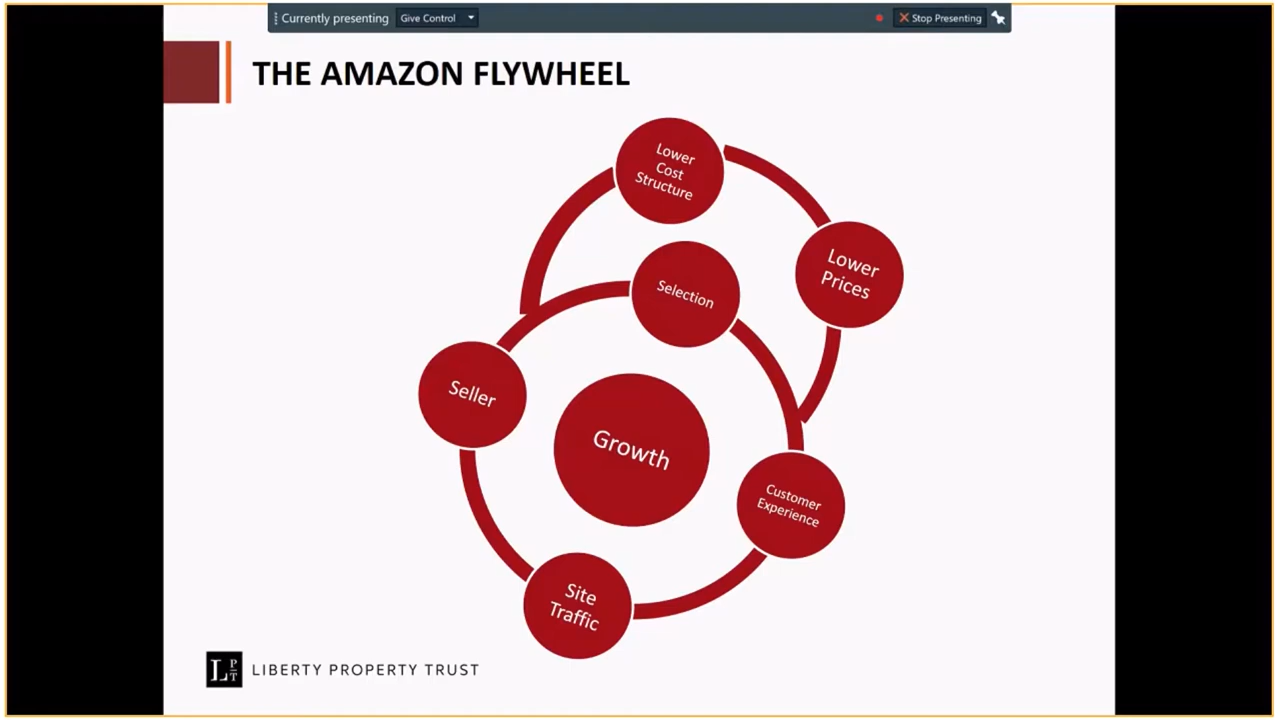 Currently presenting
Give Control
Stop Presenting
THE AMAZON FLYWHEEL
Lower
Cost
Structure
Lower
Prices
Selection
Seller
Growth
Customer
Experience
Site
Traffic
L P T
LIBERTY PROPERTY TRUST